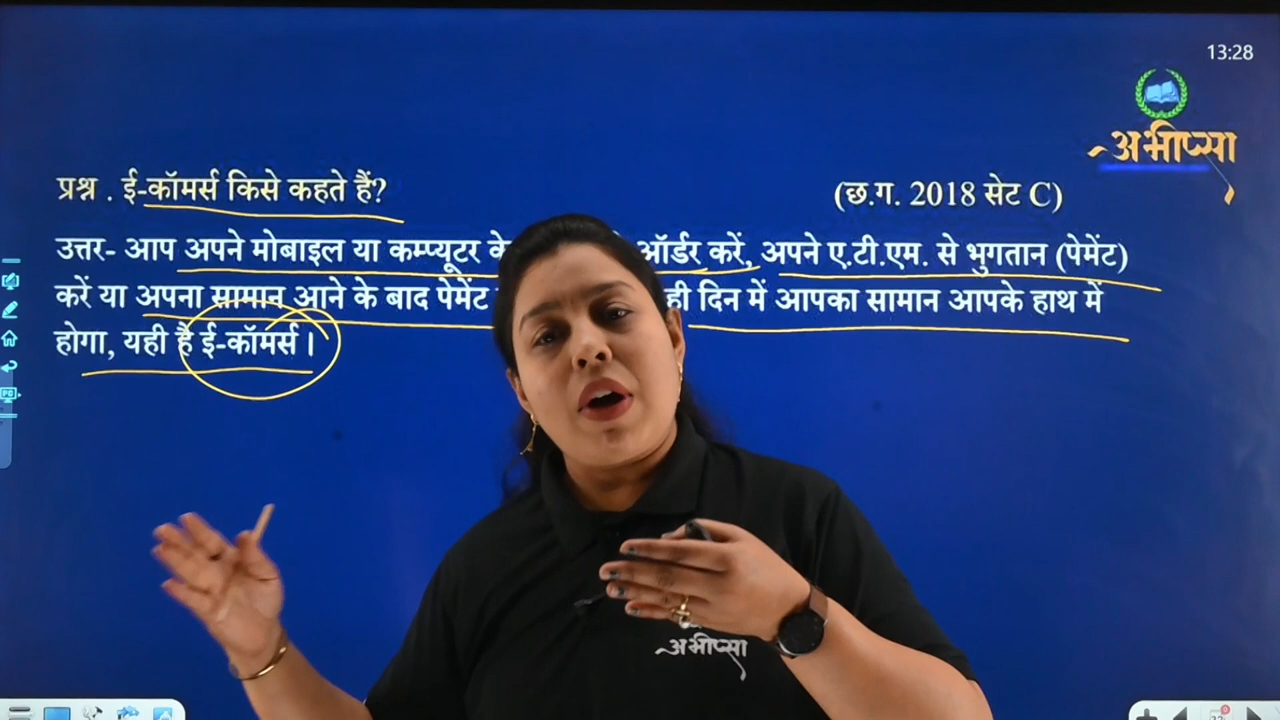 13:28
अभीप्सा
प्रश्न . ई-कॉमर्स किसे कहते हैं? (छ.ग. 2018 सेट C)
उत्तर- आप अपने मोबाइल या कम्प्यूटर के ऑर्डर करें, अपने ए.टी.एम. से भुगतान (पेमेंट)
करें या अपना सामान आने के बाद पेमेंट ही दिन में आपका सामान आपके हाथ में
होगा, यही है ई-कॉमर्स।
अभीप्सा